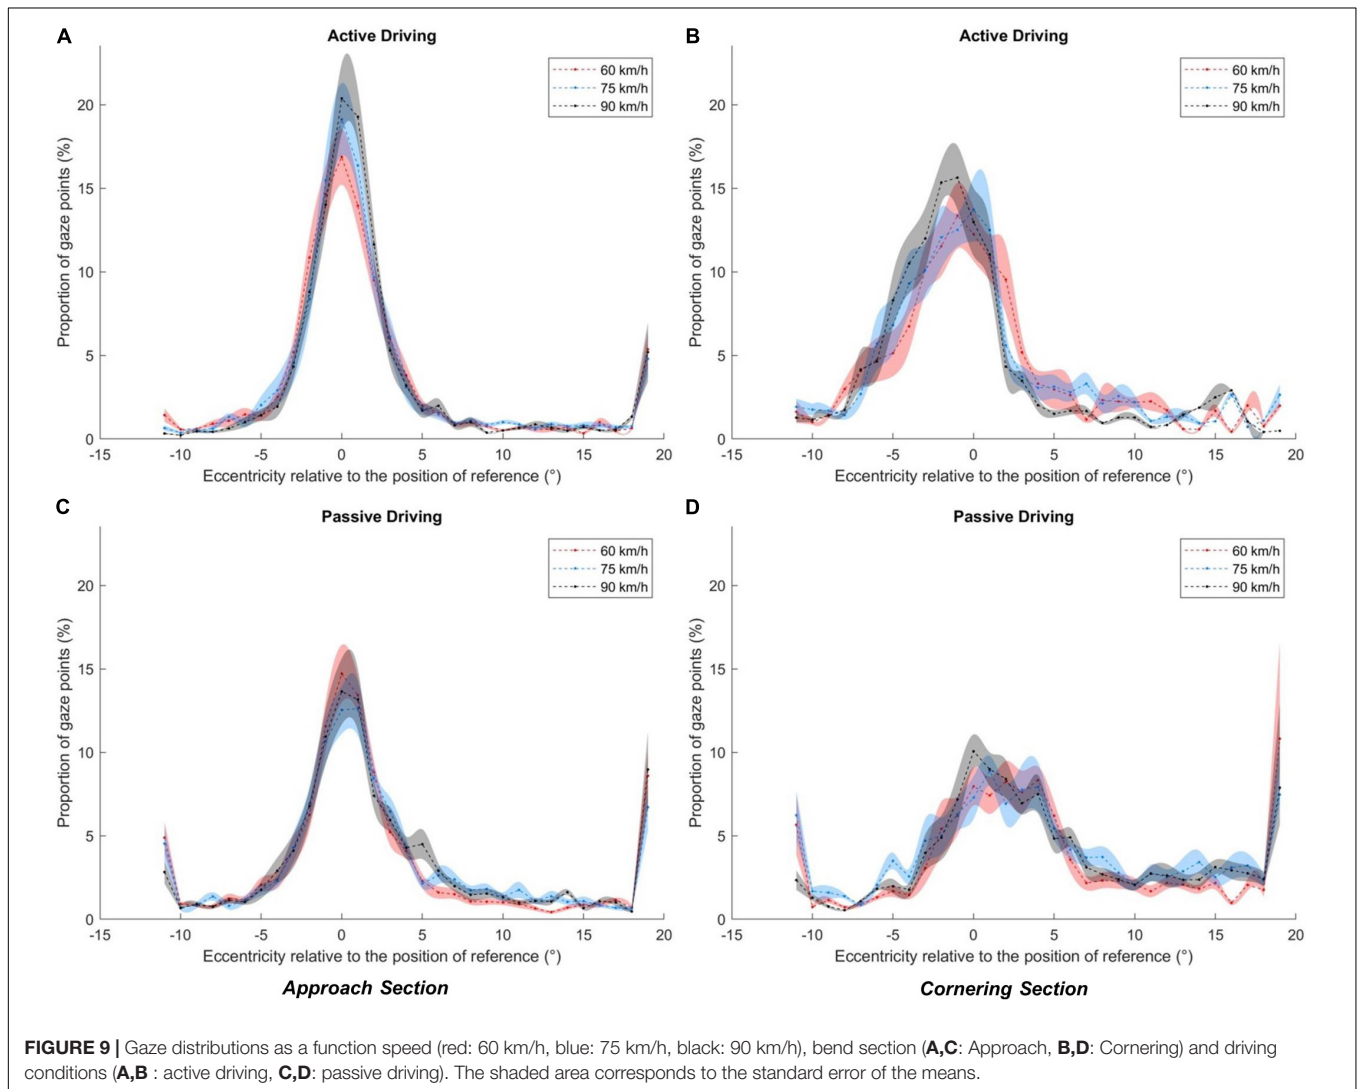 A
Active Driving
60 km/h
75 km/h
90 km/h
Proportion of gaze points (%)
20
15
10
5
0
-15 -10 -5 0 5 10 15 20
Eccentricity relative to the position of reference (°)
B
Active Driving
60 km/h
75 km/h
90 km/h
Proportion of gaze points (%)
20
15
10
5
0
-15 -10 -5 0 5 10 15 20
Eccentricity relative to the position of reference (°)
C
Passive Driving
60 km/h
75 km/h
90 km/h
Proportion of gaze points (%)
20
15
10
5
0
-15 -10 -5 0 5 10 15 20
Eccentricity relative to the position of reference (°)
Approach Section
D
Passive Driving
60 km/h
75 km/h
90 km/h
Proportion of gaze points (%)
20
15
10
5
0
-15 -10 -5 0 5 10 15 20
Eccentricity relative to the position of reference (°)
Cornering Section
FIGURE 9 | Gaze distributions as a function speed (red: 60 km/h, blue: 75 km/h, black: 90 km/h), bend section (A,C: Approach, B,D: Cornering) and driving
conditions (A,B : active driving, C,D: passive driving). The shaded area corresponds to the standard error of the means.